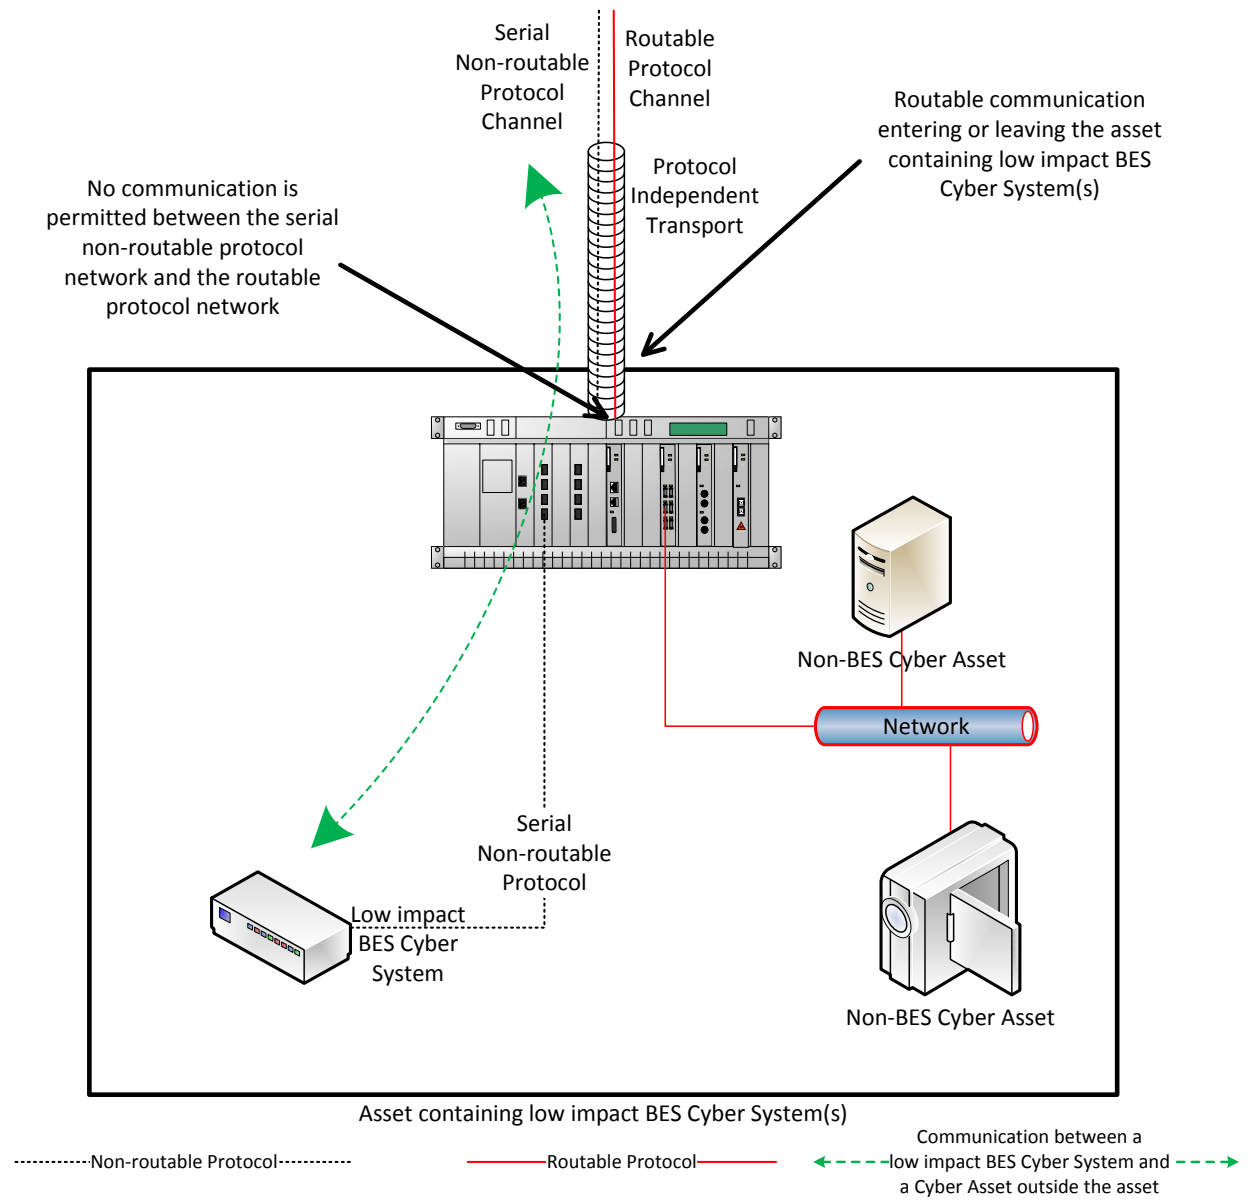 Serial
Non-routable
Protocol
Channel
Routable
Protocol
Channel
Routable communication
entering or leaving the asset
containing low impact BES
Cyber System(s)
Protocol
Independent
Transport
No communication is
permitted between the serial
non-routable protocol
network and the routable
protocol network
Non-BES Cyber Asset
Network
Serial
Non-routable
Protocol
Low impact
BES Cyber
System
Non-BES Cyber Asset
Asset containing low impact BES Cyber System(s)
Non-routable Protocol
Routable Protocol
Communication between a
low impact BES Cyber System and
a Cyber Asset outside the asset